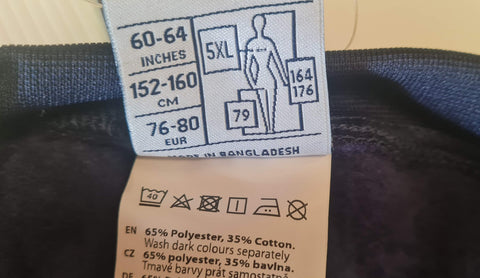 60-64
INCHES
152-160
CM
76-80
EUR
5XL
164
176
79
MADE IN BANGLADESH
40
EN 65% Polyester, 35% Cotton.
Wash dark colours separately
CZ 65% polyester, 35% bavlna.
Tmavé barvy prát samostatně